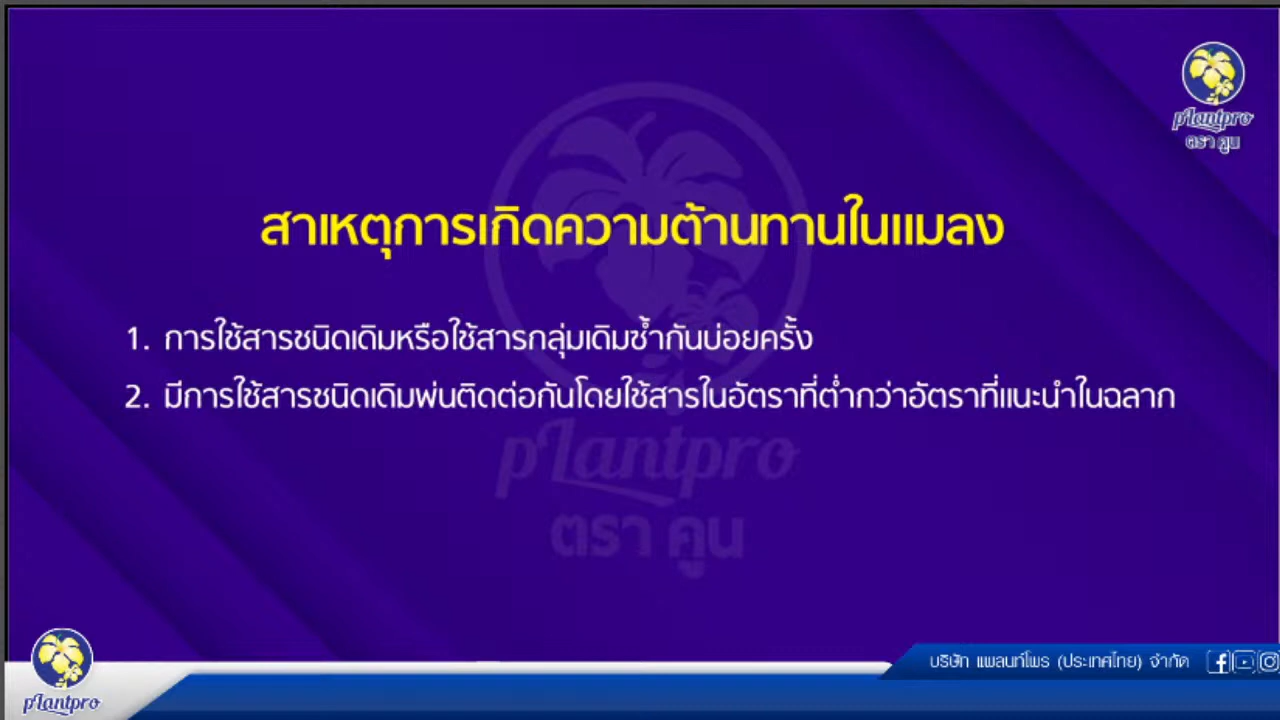 plantpro
ตรา คูน
สาเหตุการเกิดความต้านทานในแมลง
1. การใช้สารชนิดเดิมหรือใช้สารกลุ่มเดิมซ้ำกันบ่อยครั้ง
2. มีการใช้สารชนิดเดิมพ่นติดต่อกันโดยใช้สารในอัตราที่ต่ำกว่าอัตราที่แนะนำในฉลาก
plantpro
ตรา คูน
plantpro
บริษัท แพลนท์โพร (ประเทศไทย) จำกัด